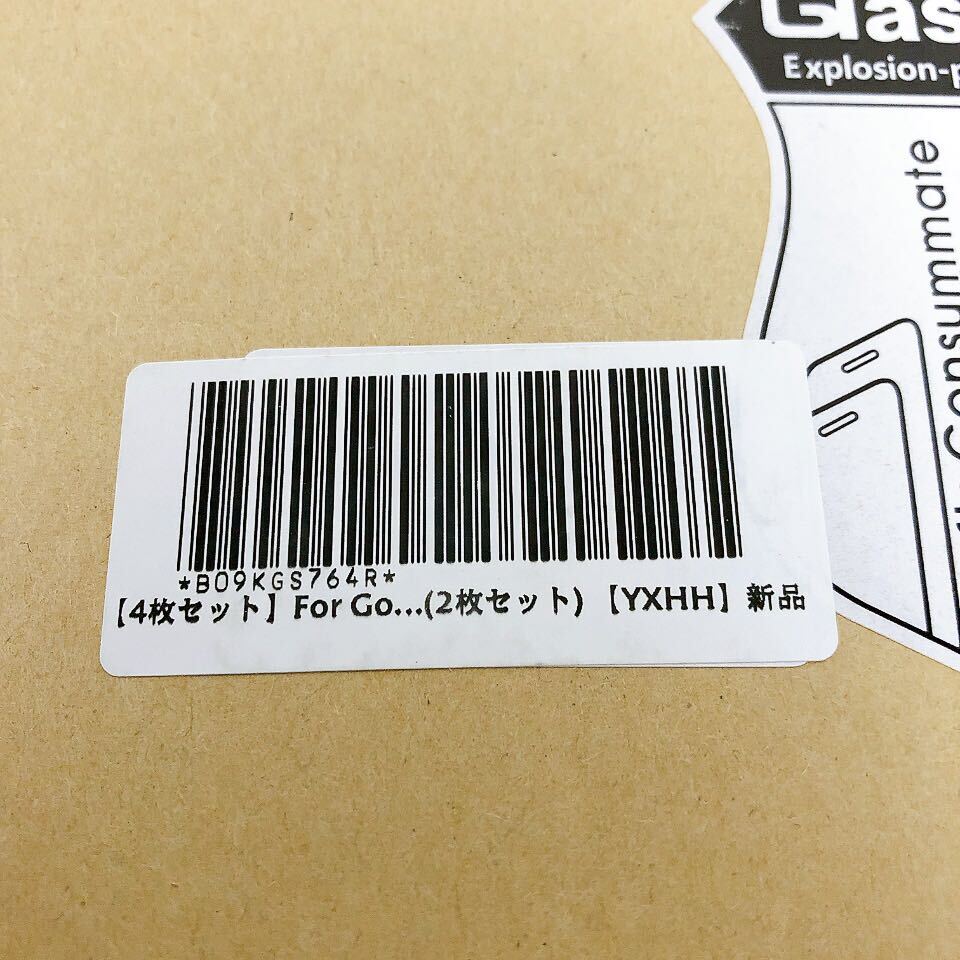 Glas
Explosion-p
Consummate
*B09KGS764R*
【4枚セット】For Go...(2枚セット) 【YXHH】新品